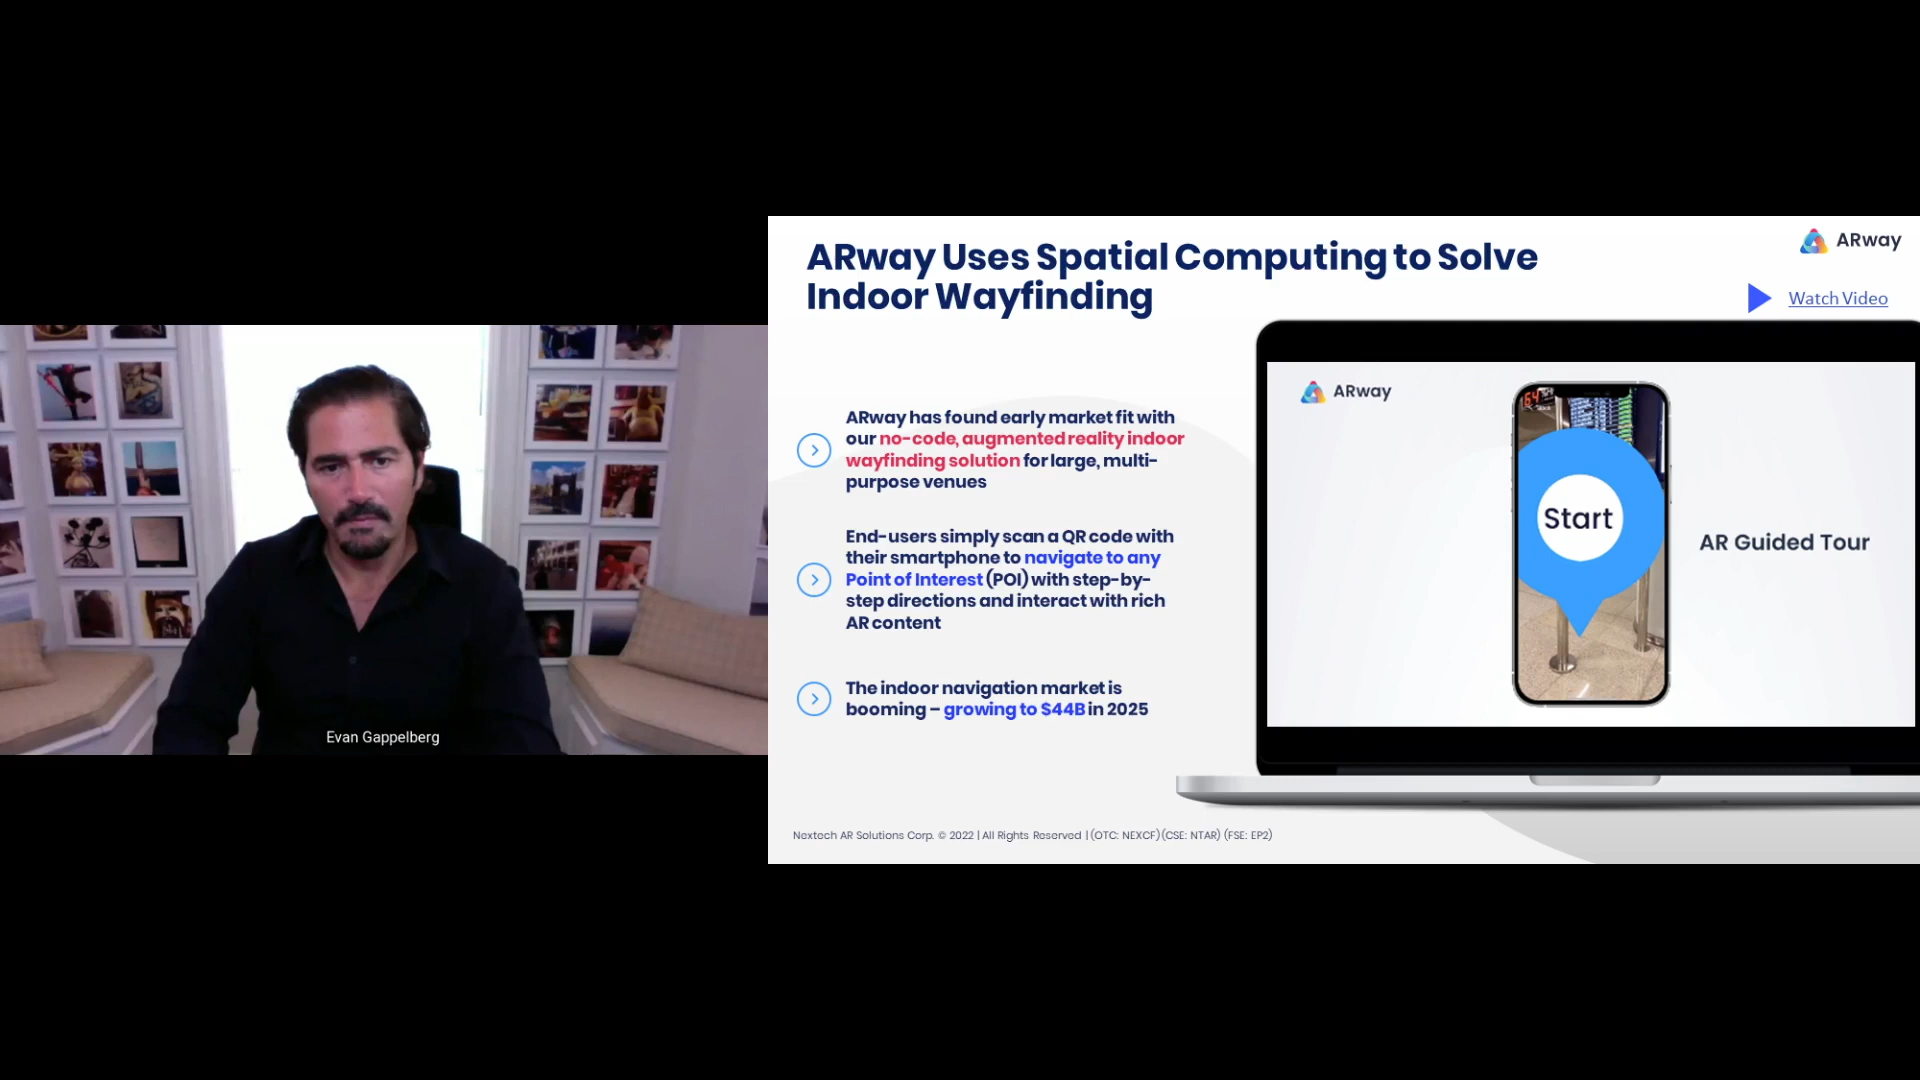 ARway Uses Spatial Computing to Solve
Indoor Wayfinding
ARway
Watch Video
ARway has found early market fit with
our no-code, augmented reality indoor
wayfinding solution for large, multi-
purpose venues
End-users simply scan a QR code with
their smartphone to navigate to any
Point of Interest (POI) with step-by-
step directions and interact with rich
AR content
The indoor navigation market is
booming – growing to $44B in 2025
ARway
64
Start
AR Guided Tour
Evan Gappelberg
Nextech AR Solutions Corp. © 2022 | All Rights Reserved | (OTC: NEXCF)(CSE: NTAR) (FSE: EP2)